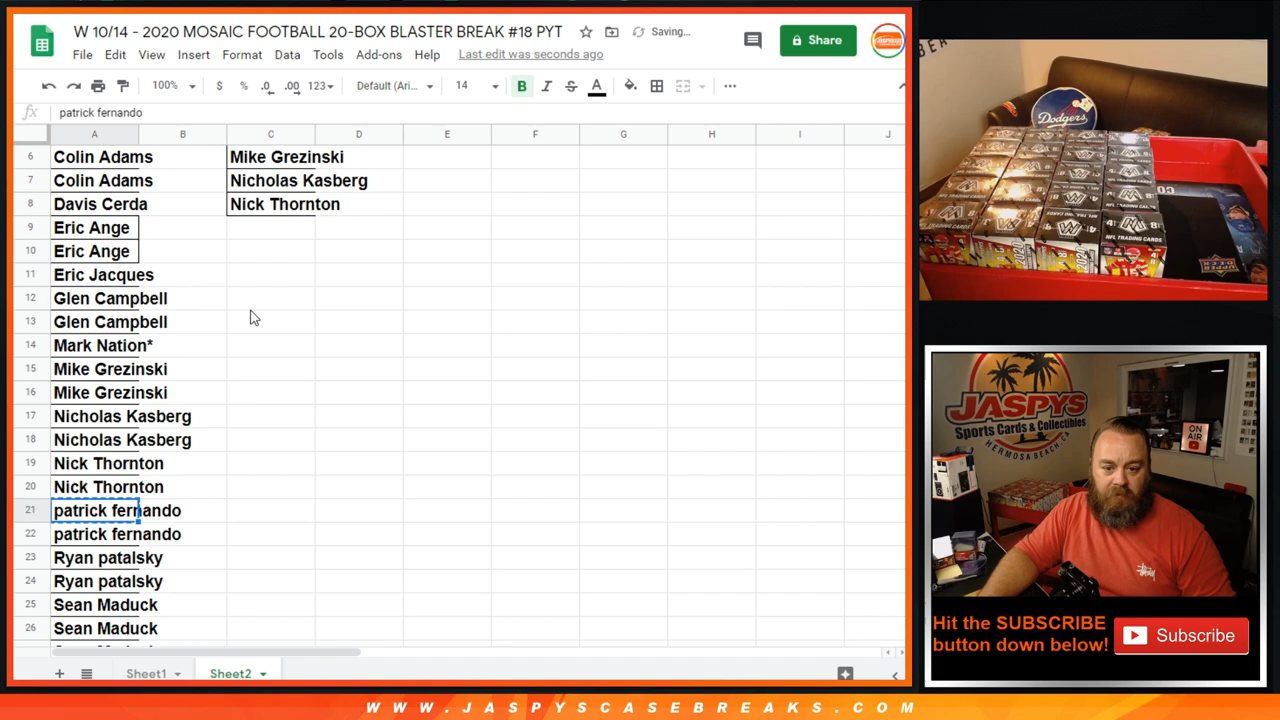 W 10/14 - 2020 MOSAIC FOOTBALL 20-BOX BLASTER BREAK #18 PYT
Saving...
Share
File Edit View Insert Format Data Tools Add-ons Help Last edit was seconds ago
100% $ % .0 .00 123 Default (Ari... 14 B I S A
fx patrick fernando
A B C D E F G H I J
6 Colin Adams Mike Grezinski
7 Colin Adams Nicholas Kasberg
8 Davis Cerda Nick Thornton
9 Eric Ange
10 Eric Ange
11 Eric Jacques
12 Glen Campbell
13 Glen Campbell
14 Mark Nation*
15 Mike Grezinski
16 Mike Grezinski
17 Nicholas Kasberg
18 Nicholas Kasberg
19 Nick Thornton
20 Nick Thornton
21 patrick fernando
22 patrick fernando
23 Ryan patalsky
24 Ryan patalsky
25 Sean Maduck
26 Sean Maduck
Sheet1 Sheet2
Dodgers
NFL TRADING CARDS
UPPER DECK
JASPYS
Sports Cards & Collectibles
HERMOSA BEACH, CA
ON AIR
Hit the SUBSCRIBE
button down below!
Subscribe
WWW.JASPYSCASEBREAKS.COM